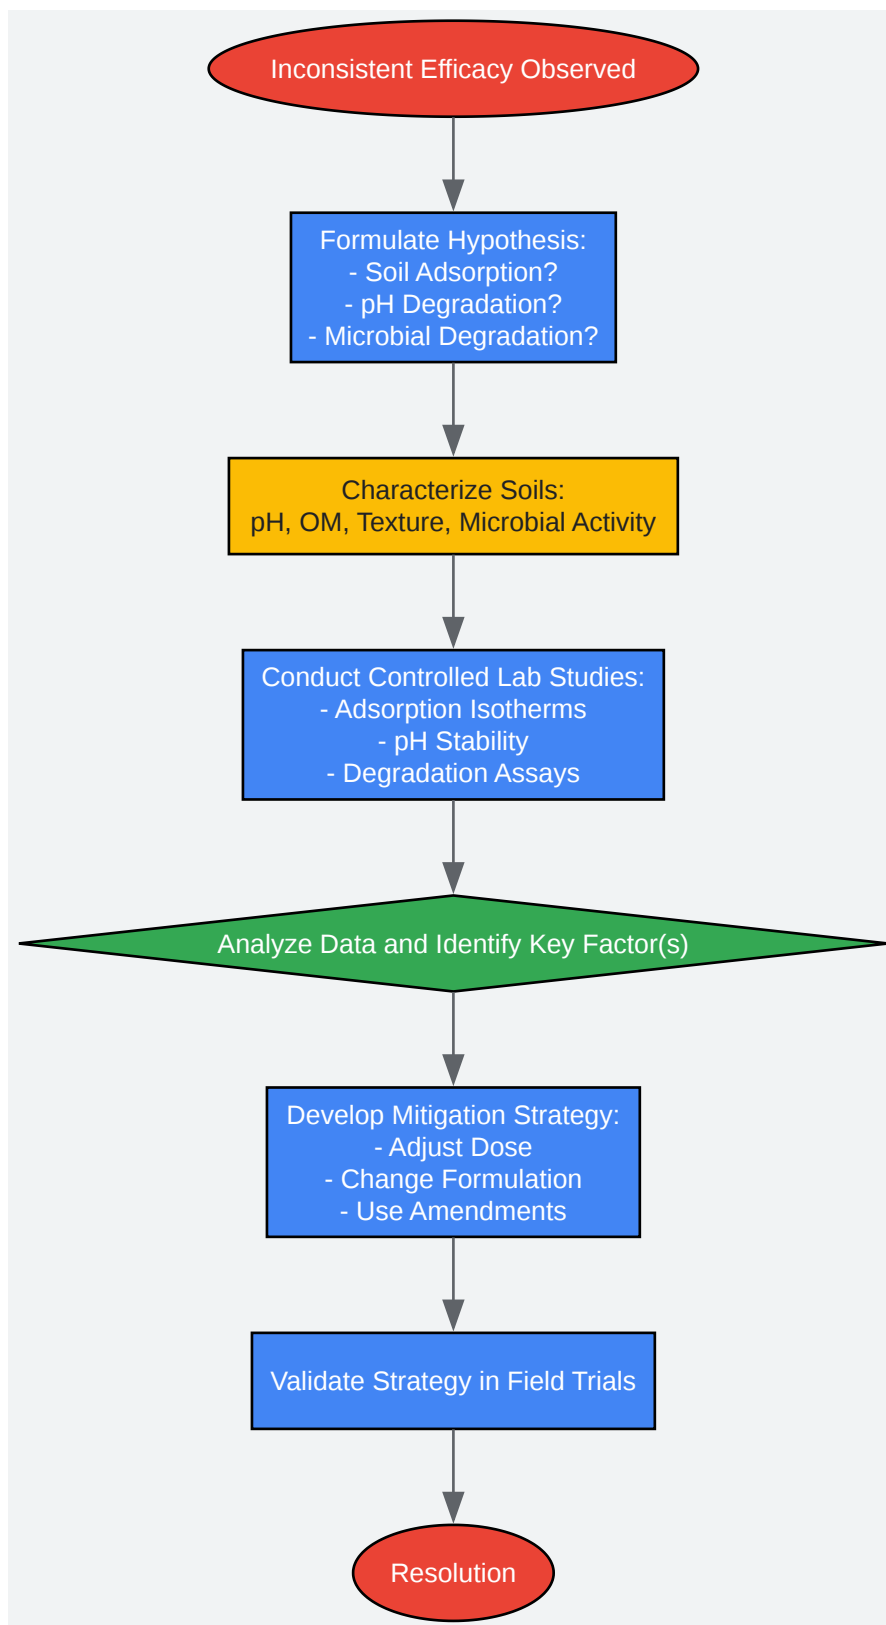 Inconsistent Efficacy Observed
Formulate Hypothesis:
- Soil Adsorption?
- pH Degradation?
- Microbial Degradation?
Characterize Soils:
pH, OM, Texture, Microbial Activity
Conduct Controlled Lab Studies:
- Adsorption Isotherms
- pH Stability
- Degradation Assays
Analyze Data and Identify Key Factor(s)
Develop Mitigation Strategy:
- Adjust Dose
- Change Formulation
- Use Amendments
Validate Strategy in Field Trials
Resolution